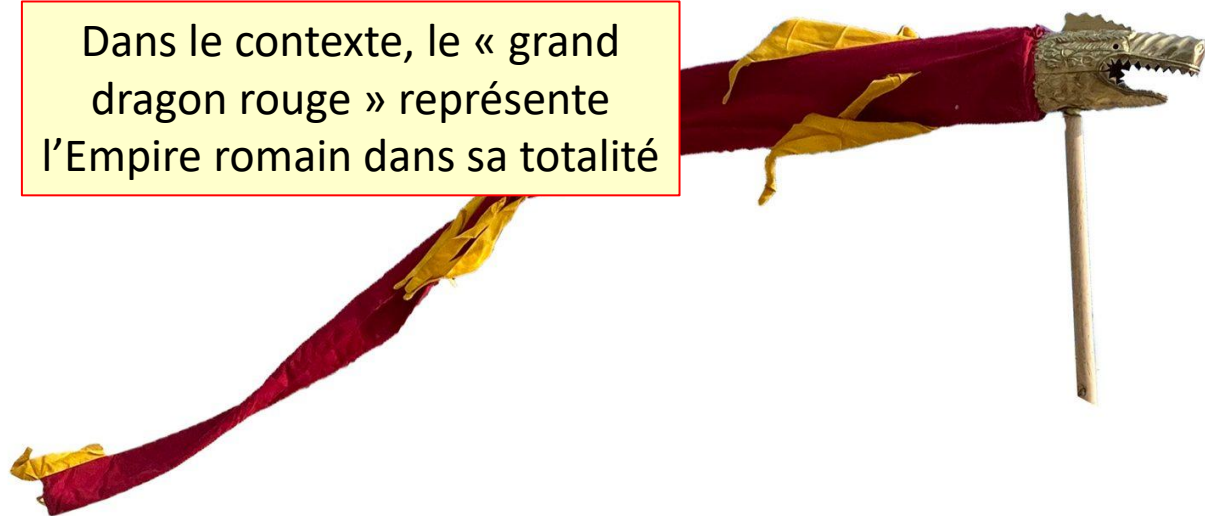 Dans le contexte, le « grand
dragon rouge » représente
l’Empire romain dans sa totalité